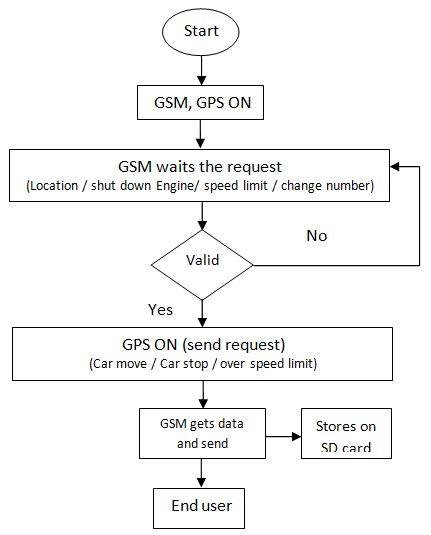 Start
GSM, GPS ON
GSM waits the request
(Location / shut down Engine/ speed limit / change number)
No
Valid
Yes
GPS ON (send request)
(Car move / Car stop / over speed limit)
GSM gets data
and send
Stores on
SD card
End user